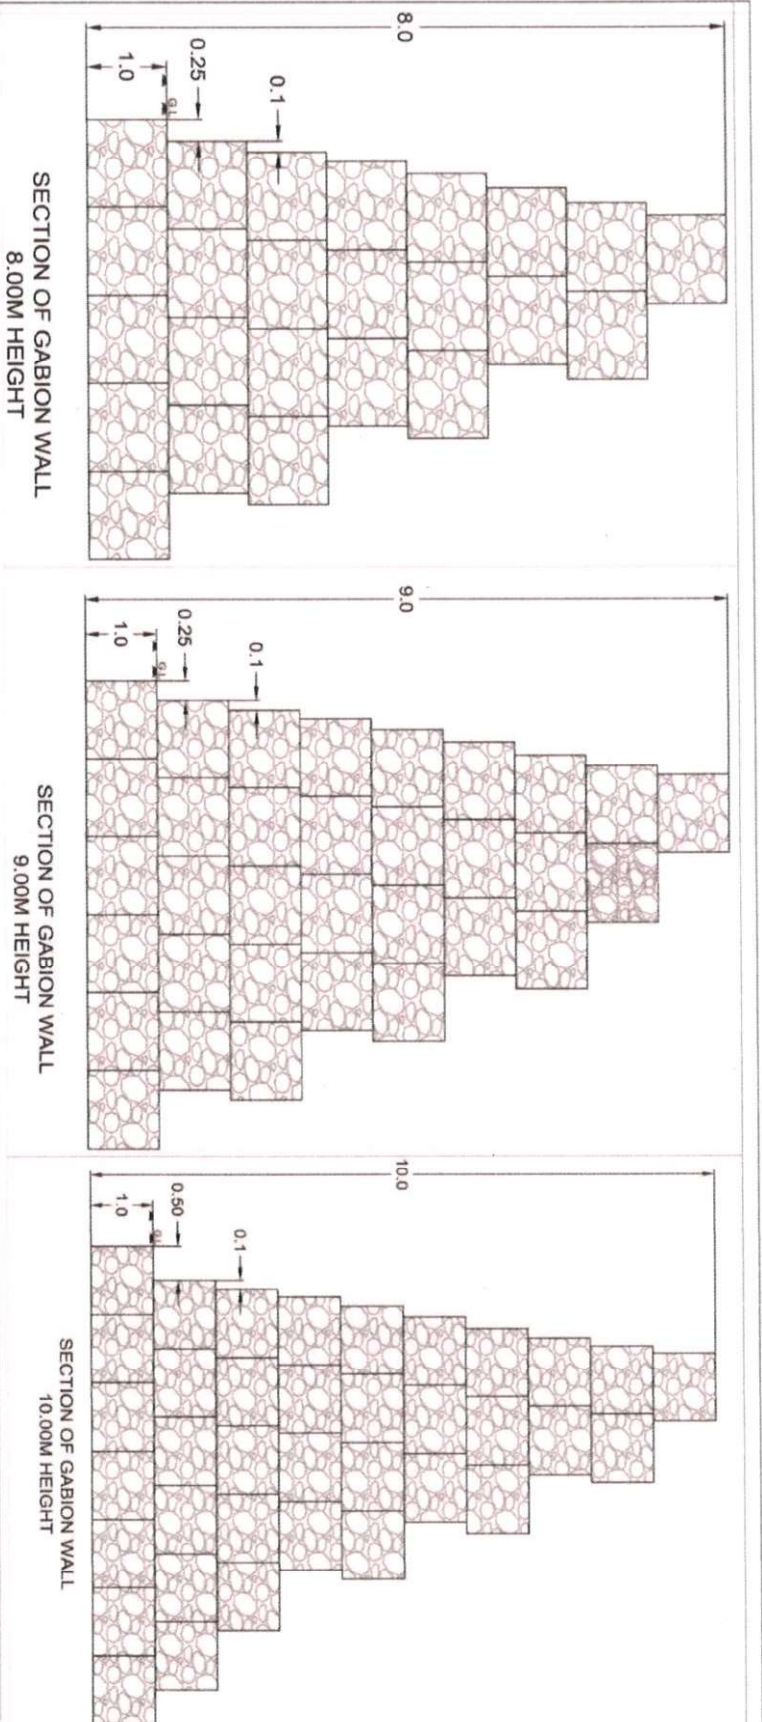 8.0
1.0
G.L
0.25
0.1
SECTION OF GABION WALL
8.00M HEIGHT
9.0
1.0
G.L
0.25
0.1
SECTION OF GABION WALL
9.00M HEIGHT
10.0
1.0
0.50
0.1
SECTION OF GABION WALL
10.00M HEIGHT